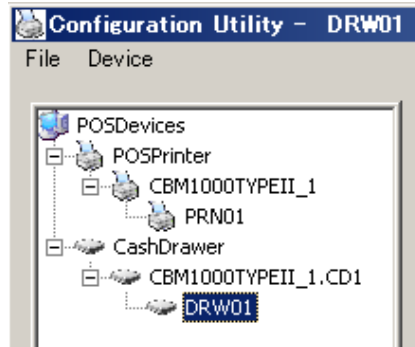 Configuration Utility - DRW01
File Device
POSDevices
POSPrinter
CBM1000TYPEII_1
PRN01
CashDrawer
CBM1000TYPEII_1.CD1
DRW01